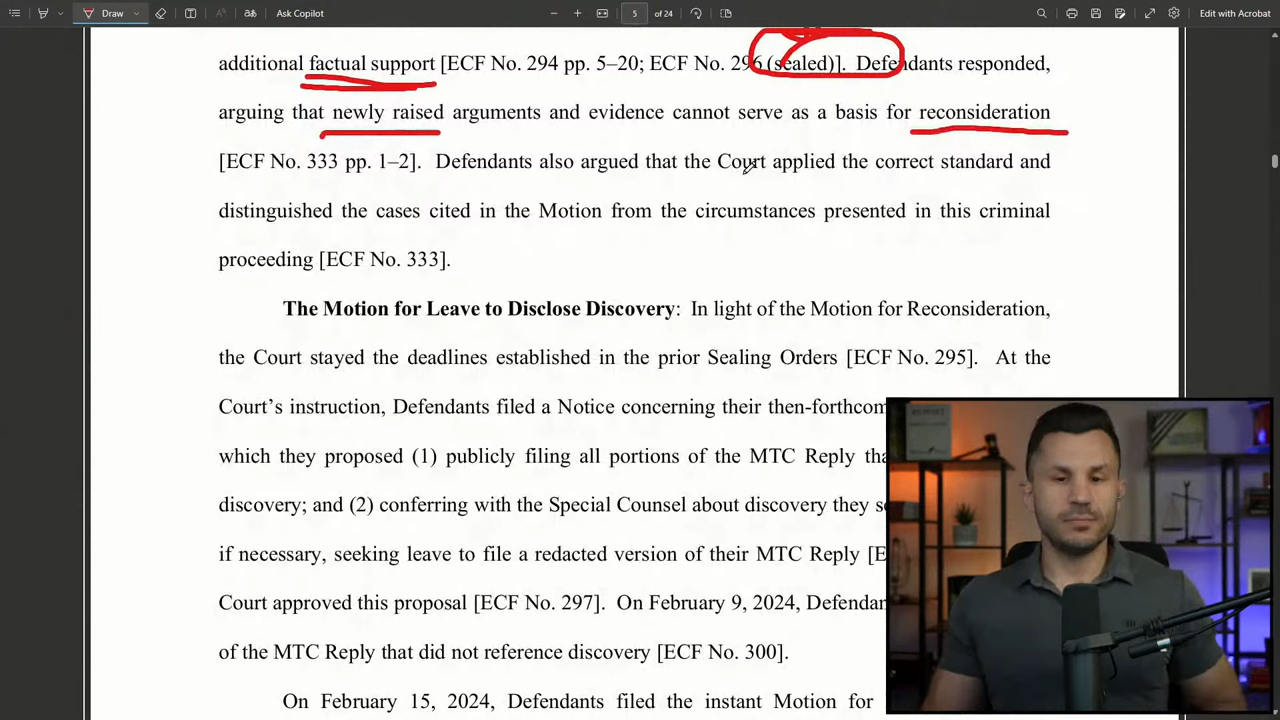 Draw
Ask Copilot
5
of 24
Edit with Acrobat
additional factual support [ECF No. 294 pp. 5–20; ECF No. 296 (sealed)]. Defendants responded,
arguing that newly raised arguments and evidence cannot serve as a basis for reconsideration
[ECF No. 333 pp. 1–2]. Defendants also argued that the Court applied the correct standard and
distinguished the cases cited in the Motion from the circumstances presented in this criminal
proceeding [ECF No. 333].
The Motion for Leave to Disclose Discovery: In light of the Motion for Reconsideration,
the Court stayed the deadlines established in the prior Sealing Orders [ECF No. 295]. At the
Court’s instruction, Defendants filed a Notice concerning their then-forthcom
which they proposed (1) publicly filing all portions of the MTC Reply tha
discovery; and (2) conferring with the Special Counsel about discovery they s
if necessary, seeking leave to file a redacted version of their MTC Reply [E
Court approved this proposal [ECF No. 297]. On February 9, 2024, Defendan
of the MTC Reply that did not reference discovery [ECF No. 300].
On February 15, 2024, Defendants filed the instant Motion for